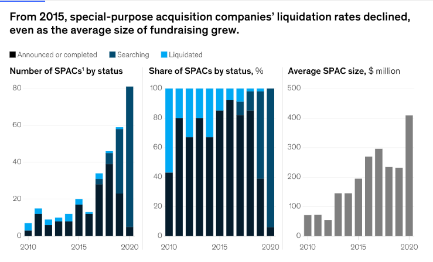 From 2015, special-purpose acquisition companies' liquidation rates declined,
even as the average size of fundraising grew.
Announced or completed Searching Liquidated
Number of SPACs¹ by status
80
60
40
20
0
2010 2015 2020
Share of SPACs by status, %
100
80
60
40
20
0
2010 2015 2020
Average SPAC size, $ million
500
400
300
200
100
0
2010 2015 2020